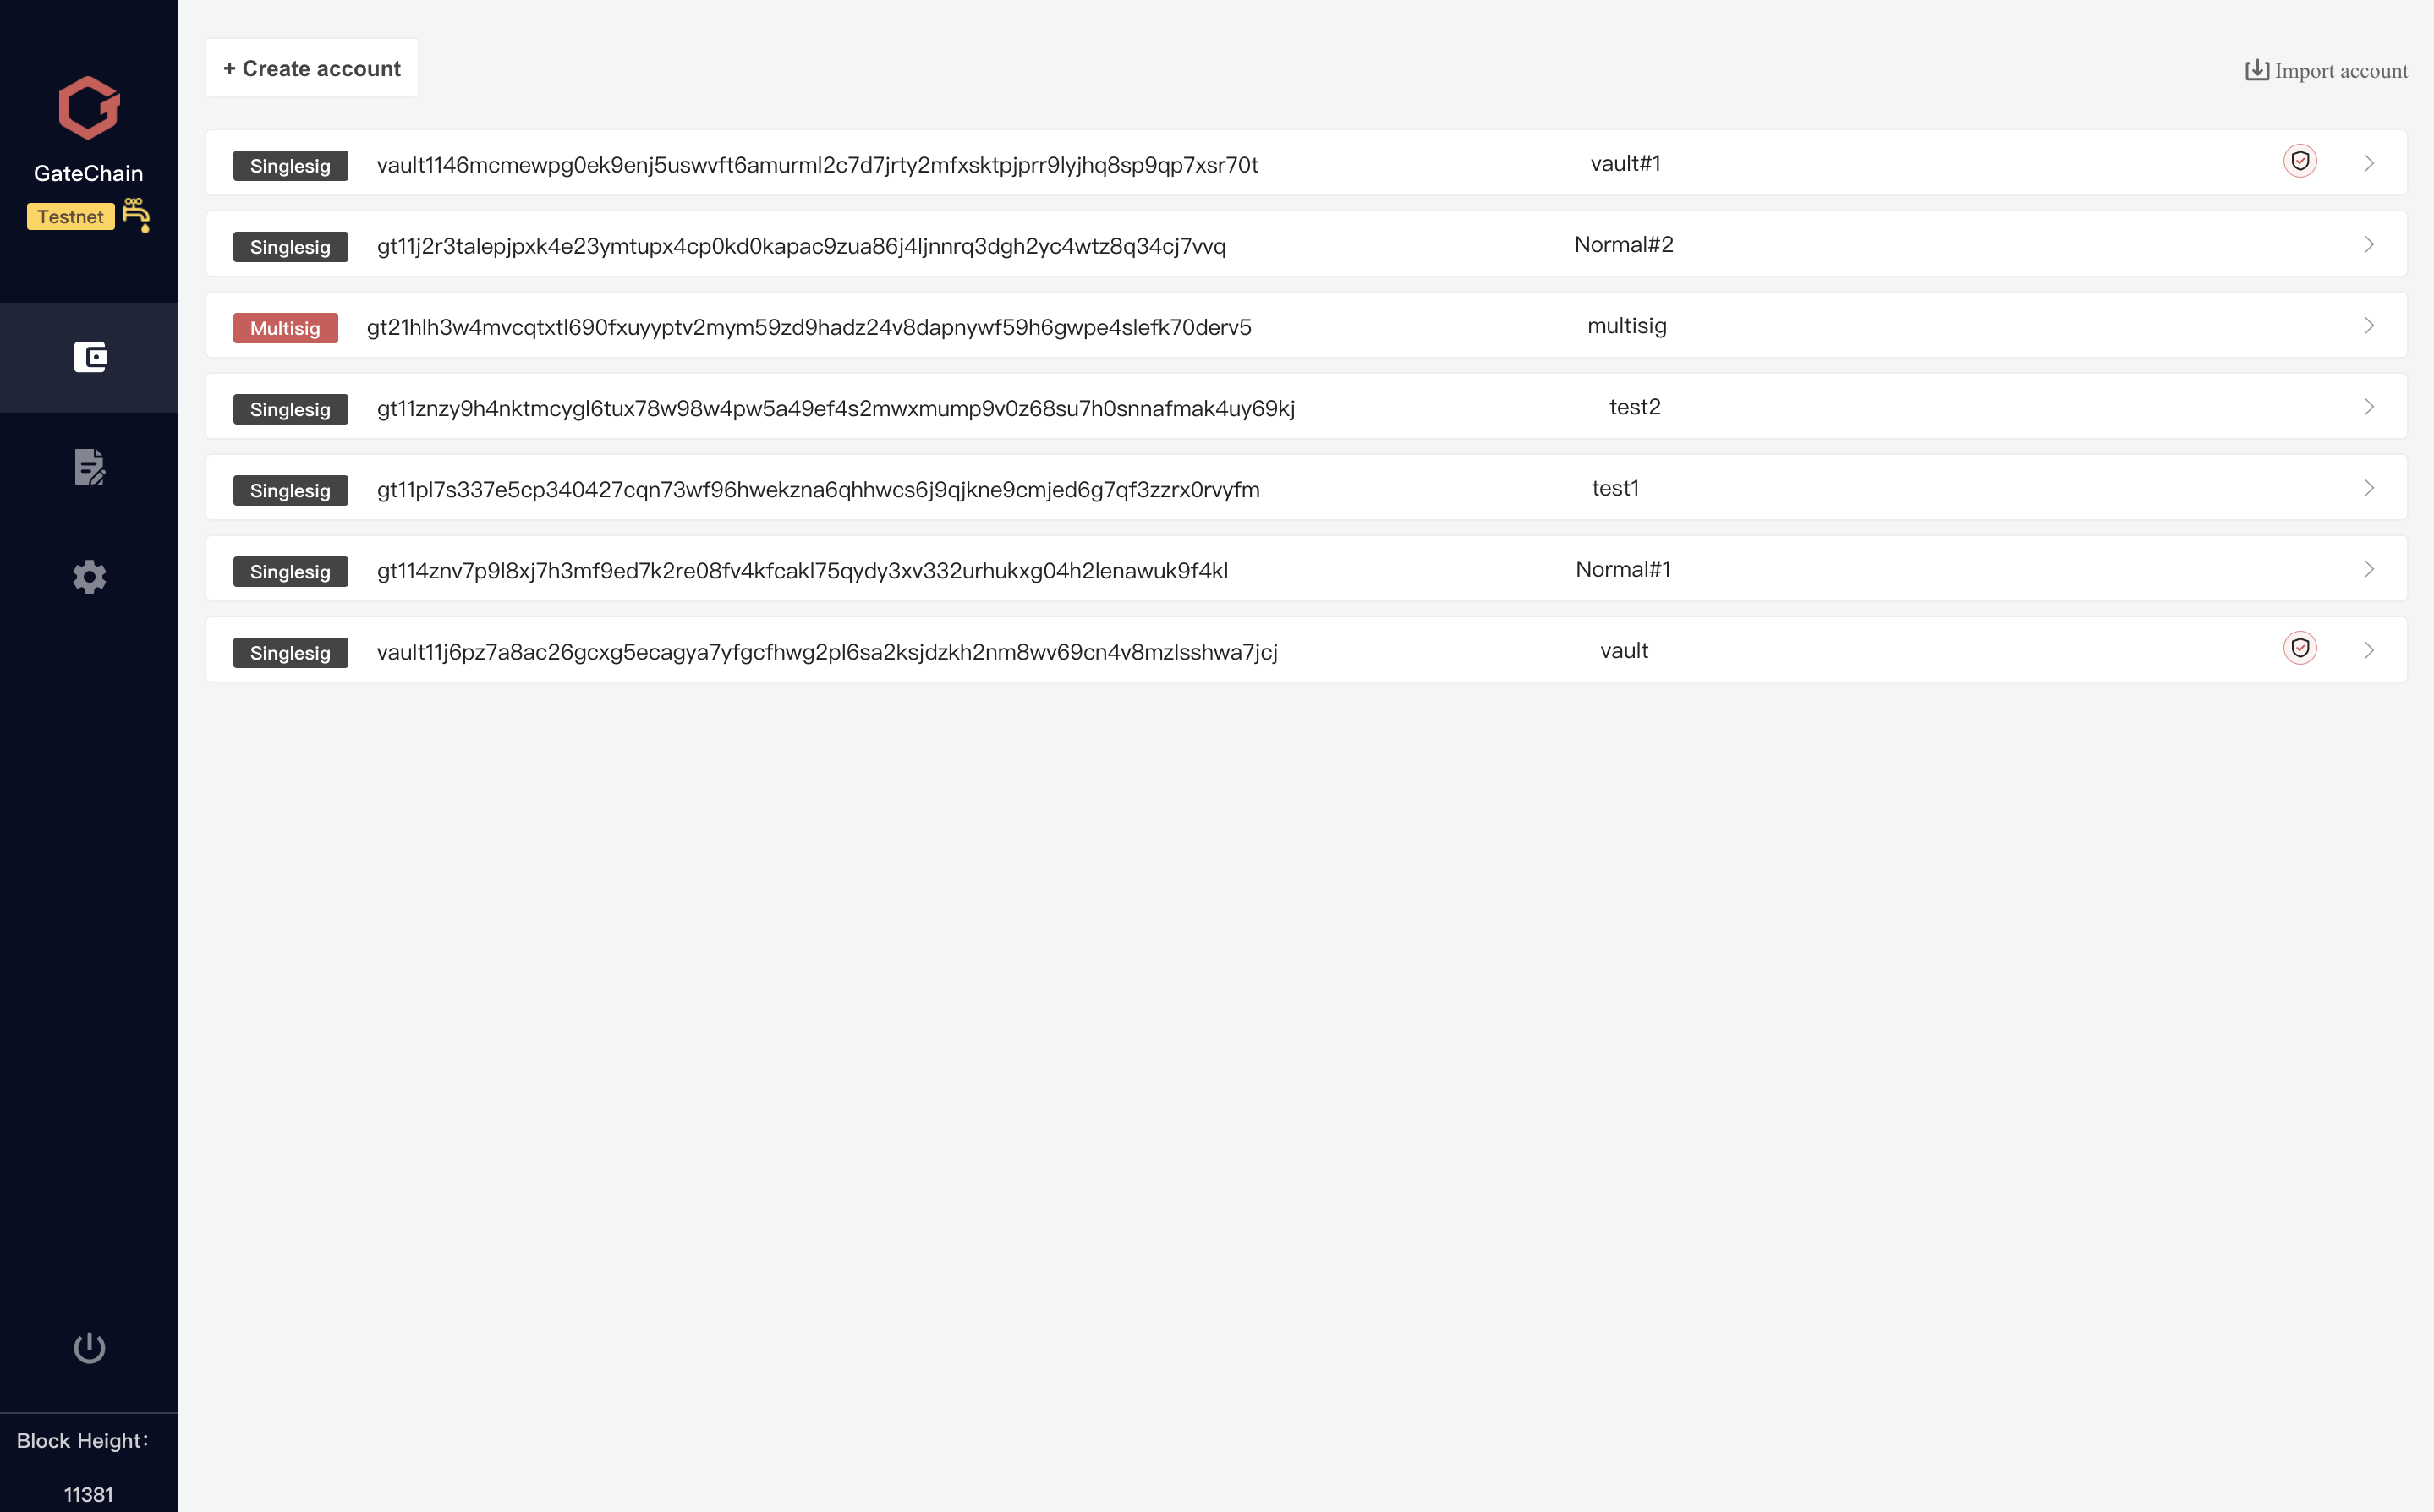 GateChain
Testnet
Block Height:
11381
+ Create account
Import account
Singlesig vault1146mcmewpg0ek9enj5uswvft6amurml2c7d7jrty2mfxsktpjprr9lyjhq8sp9qp7xsr70t vault#1
Singlesig gt11j2r3talepjpxk4e23ymtupx4cp0kd0kapac9zua86j4ljnnrq3dgh2yc4wtz8q34cj7vvq Normal#2
Multisig gt21hlh3w4mvcqtxtl690fxuyyptv2mym59zd9hadz24v8dapnywf59h6gwpe4slefk70derv5 multisig
Singlesig gt11znzy9h4nktmcygl6tux78w98w4pw5a49ef4s2mwxmump9v0z68su7h0snnafmak4uy69kj test2
Singlesig gt11pl7s337e5cp340427cqn73wf96hwekzna6qhhwcs6j9qjkne9cmjed6g7qf3zzrx0rvyfm test1
Singlesig gt114znv7p9l8xj7h3mf9ed7k2re08fv4kfcakl75qydy3xv332urhukxg04h2lenawuk9f4kl Normal#1
Singlesig vault11j6pz7a8ac26gcxg5ecagya7yfgcfhwg2pl6sa2ksjdzkh2nm8wv69cn4v8mzlsshwa7jcj vault